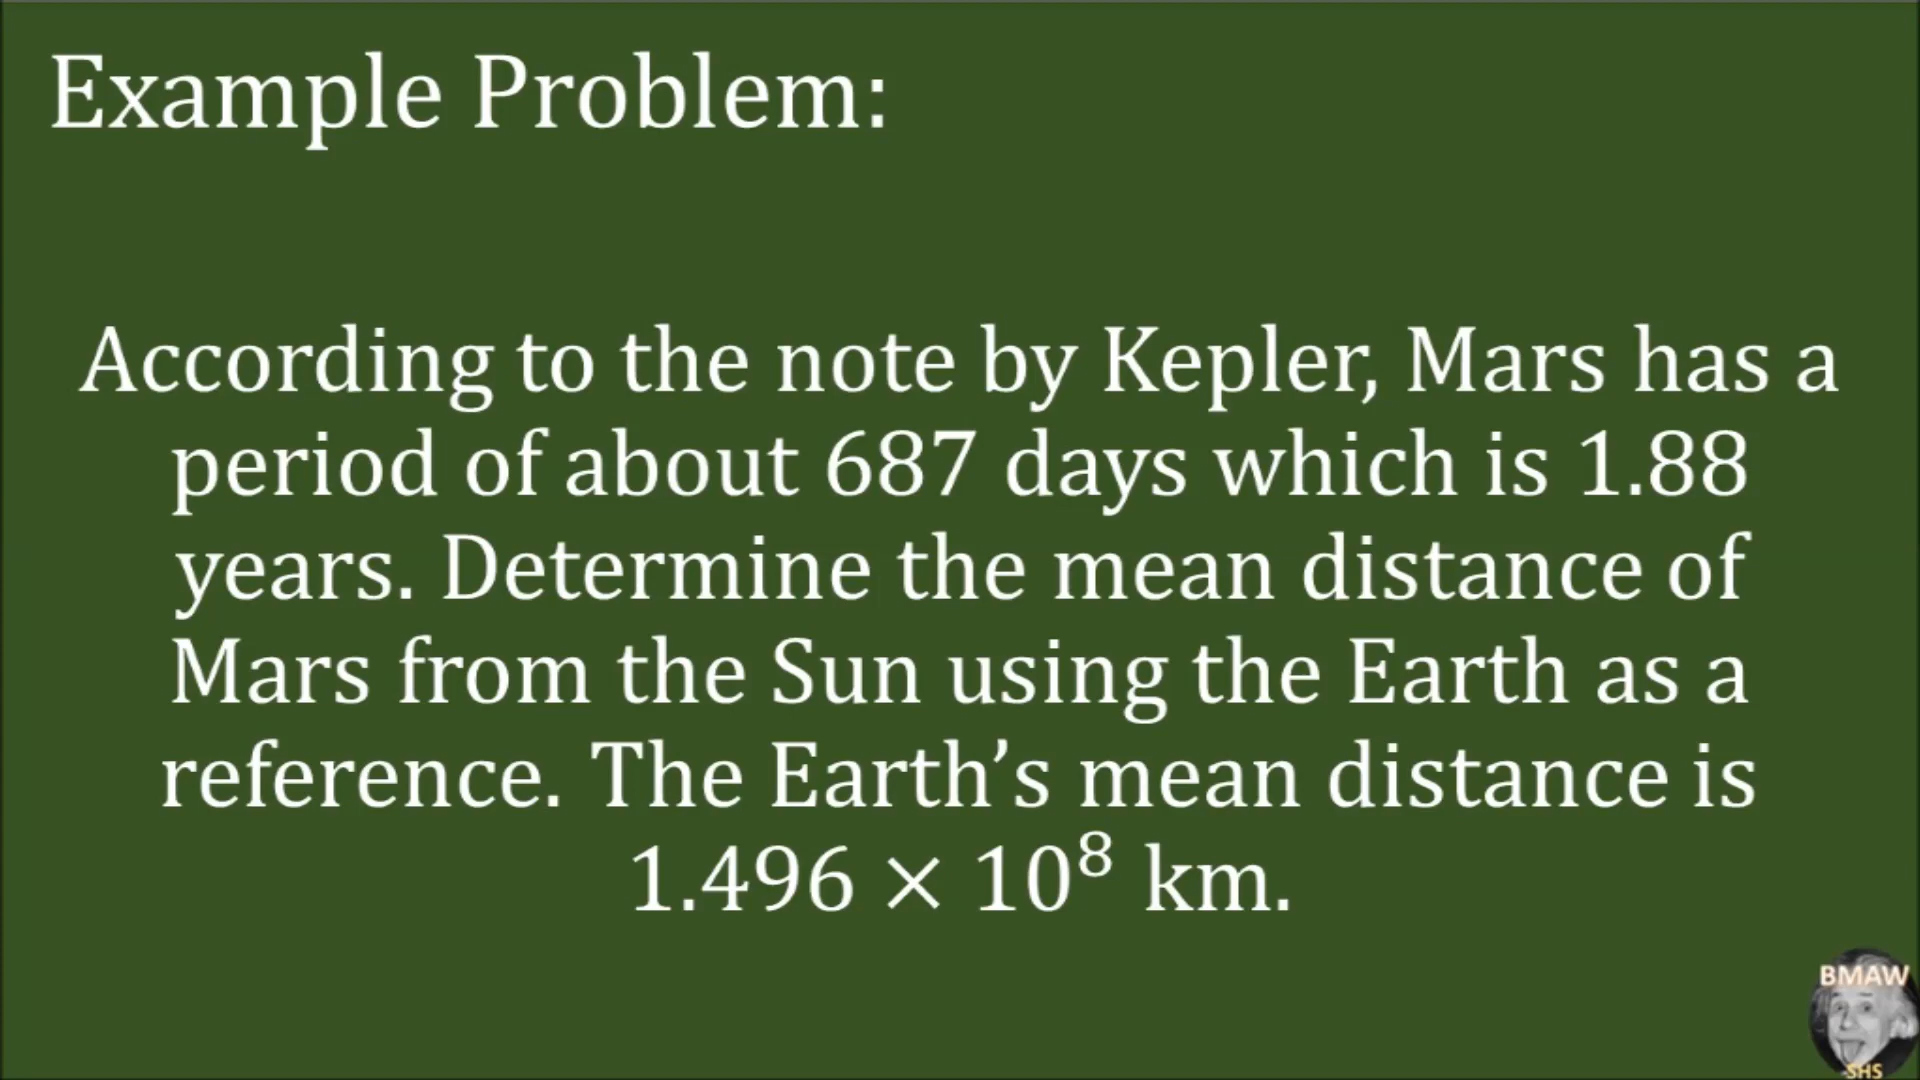 Example Problem:
According to the note by Kepler, Mars has a
period of about 687 days which is 1.88
years. Determine the mean distance of
Mars from the Sun using the Earth as a
reference. The Earth’s mean distance is
1.496 × 10⁸ km.
BMAW
SHS